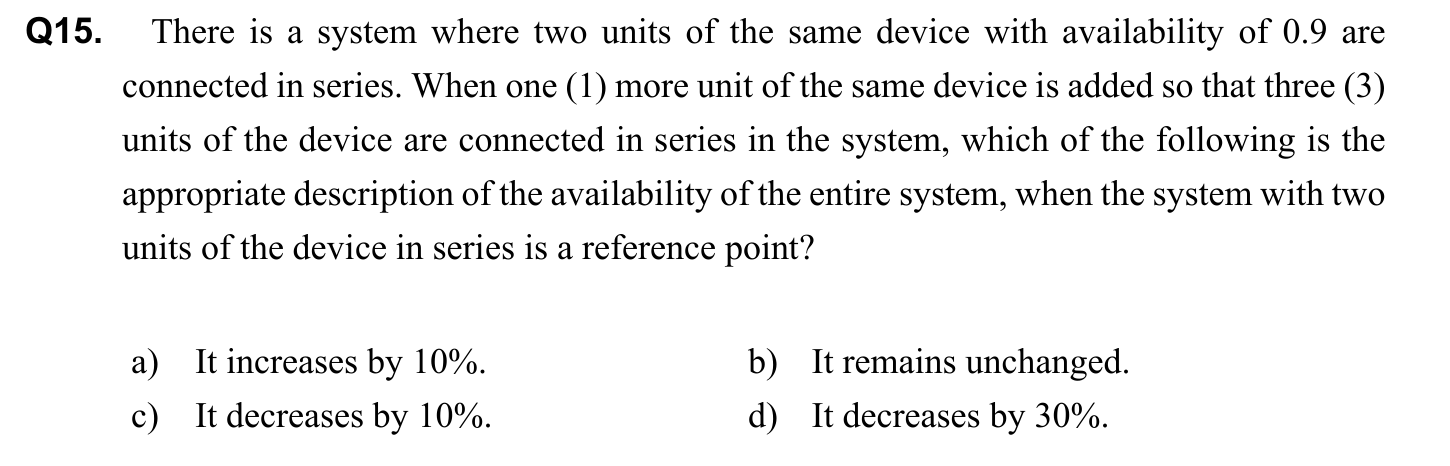 Q15. There is a system where two units of the same device with availability of 0.9 are
connected in series. When one (1) more unit of the same device is added so that three (3)
units of the device are connected in series in the system, which of the following is the
appropriate description of the availability of the entire system, when the system with two
units of the device in series is a reference point?
a) It increases by 10%. b) It remains unchanged.
c) It decreases by 10%. d) It decreases by 30%.